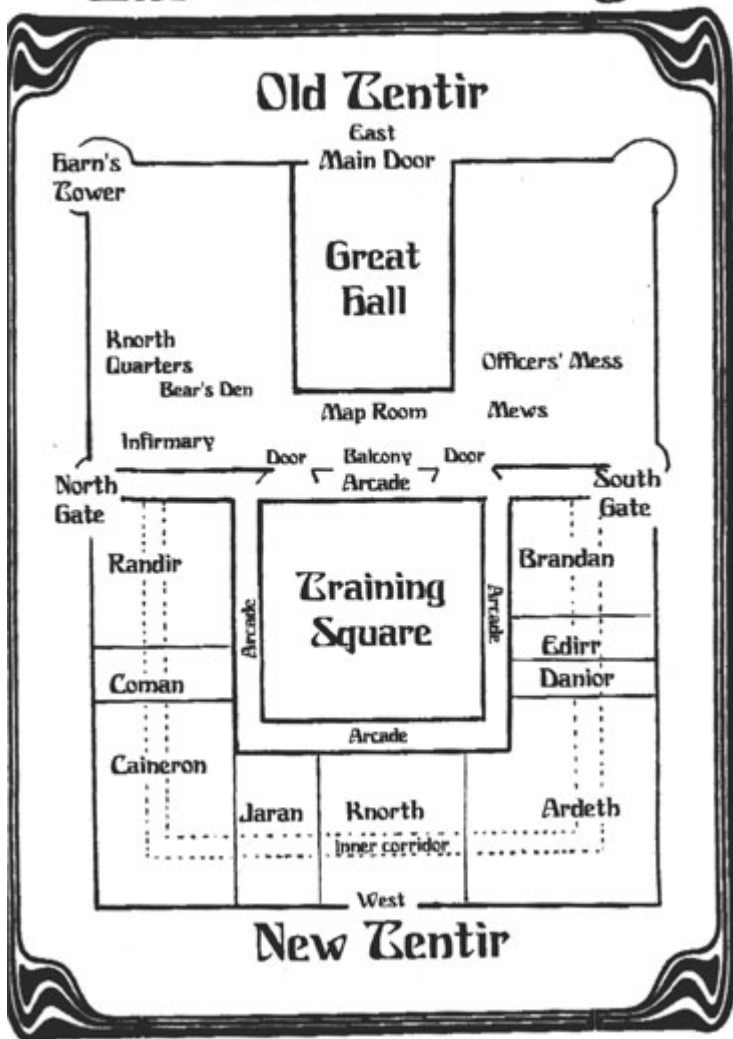 Old Tentir
East
Main Door
Harn's
Tower
Great
Hall
Knorth
Quarters
Bear's Den
Officers' Mess
Map Room
Mews
Infirmary
Door
Balcony
Door
Arcade
North
Gate
South
Gate
Randir
Brandan
Training
Square
Arcade
Arcade
Edirr
Coman
Danior
Arcade
Caineron
Jaran
Knorth
Ardeth
Inner corridor
West
New Tentir